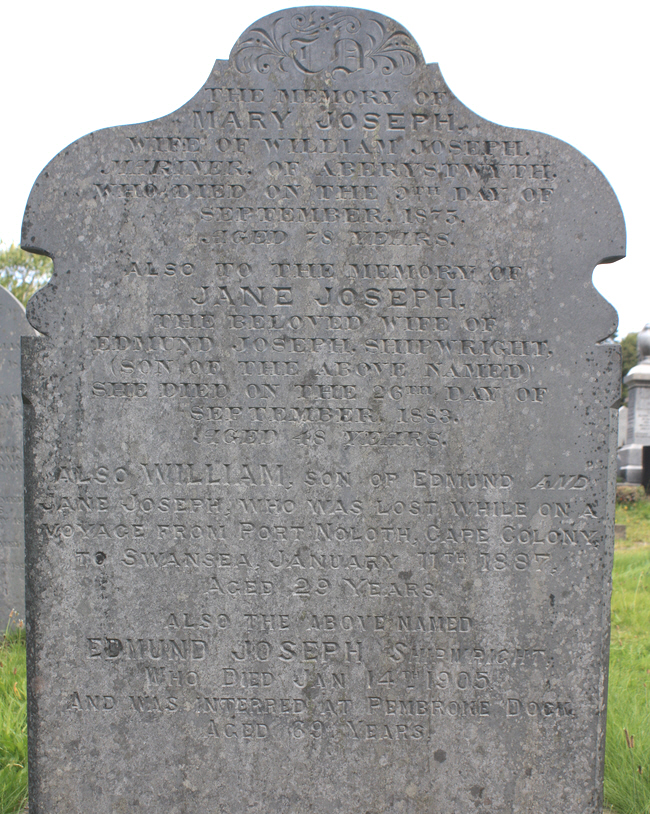 THE MEMORY OF
MARY JOSEPH.
WIFE OF WILLIAM JOSEPH.
MARINER. OF ABERYSTWYTH.
WHO DIED ON THE 9TH DAY OF
SEPTEMBER. 1875.
AGED 78 YEARS.
ALSO TO THE MEMORY OF
JANE JOSEPH.
THE BELOVED WIFE OF
EDMUND JOSEPH, SHIPWRIGHT.
(SON OF THE ABOVE NAMED)
SHE DIED ON THE 26TH DAY OF
SEPTEMBER. 1883.
AGED 48 YEARS.
ALSO WILLIAM, SON OF EDMUND AND
JANE JOSEPH, WHO WAS LOST WHILE ON A
VOYAGE FROM PORT NOLOTH, CAPE COLONY,
TO SWANSEA, JANUARY 11TH 1887,
AGED 29 YEARS.
ALSO THE ABOVE NAMED
EDMUND JOSEPH SHIPWRIGHT,
WHO DIED JAN 14TH 1905
AND WAS INTERRED AT PEMBROKE DOCK.
AGED 69 YEARS.